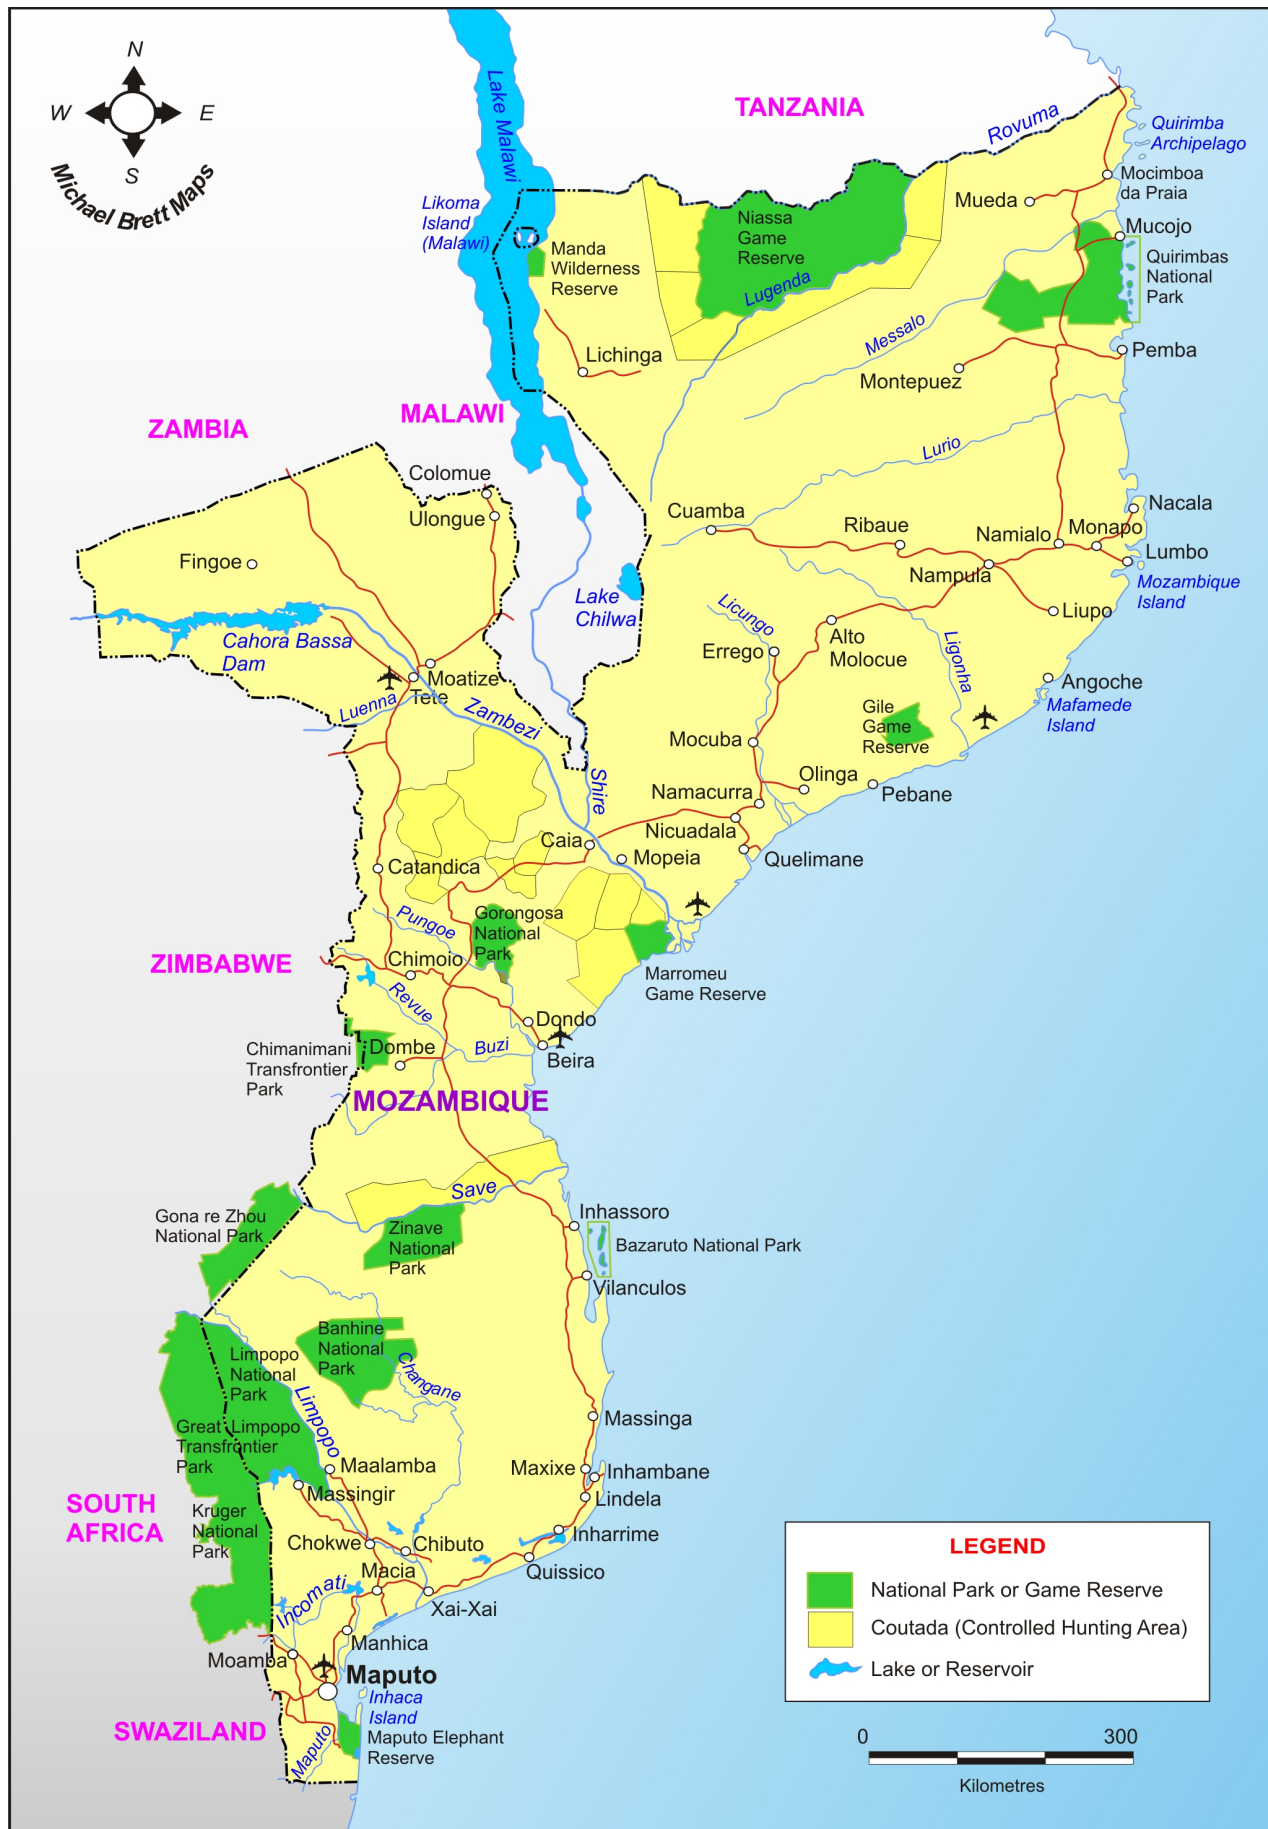 N
W
E
S
Michael Brett Maps
TANZANIA
Rovuma
Quirimba
Archipelago
Lake Malawi
Likoma
Island
(Malawi)
Manda
Wilderness
Reserve
Niassa
Game
Reserve
Lugenda
Mueda
Mocimboa
da Praia
Mucojo
Quirimbas
National
Park
Messalo
Lichinga
Montepuez
Pemba
ZAMBIA
MALAWI
Lurio
Colomue
Ulongue
Fingoe
Cuamba
Ribaue
Namialo
Monapo
Nacala
Lumbo
Nampula
Mozambique
Island
Lake
Chilwa
Licungo
Liupo
Cahora Bassa
Dam
Errego
Alto
Molocue
Ligonha
Moatize
Tete
Luenna
Zambezi
Angoche
Mafamede
Island
Gile
Game
Reserve
Mocuba
Shire
Olinga
Namacurra
Pebane
Nicuadala
Caia
Mopeia
Quelimane
Catandica
Pungoe
Gorongosa
National
Park
ZIMBABWE
Chimoio
Marromeu
Game Reserve
Revue
Dondo
Buzi
Beira
Chimanimani
Transfrontier
Park
Dombe
MOZAMBIQUE
Save
Gona re Zhou
National Park
Zinave
National
Park
Inhassoro
Bazaruto National Park
Vilanculos
Banhine
National
Park
Limpopo
National
Park
Changane
Limpopo
Great Limpopo
Transfrontier
Park
Massinga
Maalamba
Maxixe
Inhambane
Massingir
Lindela
SOUTH
AFRICA
Kruger
National
Park
Chokwe
Chibuto
Inharrime
Macia
Quissico
Incomati
Xai-Xai
Manhica
Moamba
Maputo
Inhaca
Island
SWAZILAND
Maputo
Maputo Elephant
Reserve
LEGEND
National Park or Game Reserve
Coutada (Controlled Hunting Area)
Lake or Reservoir
0
300
Kilometres